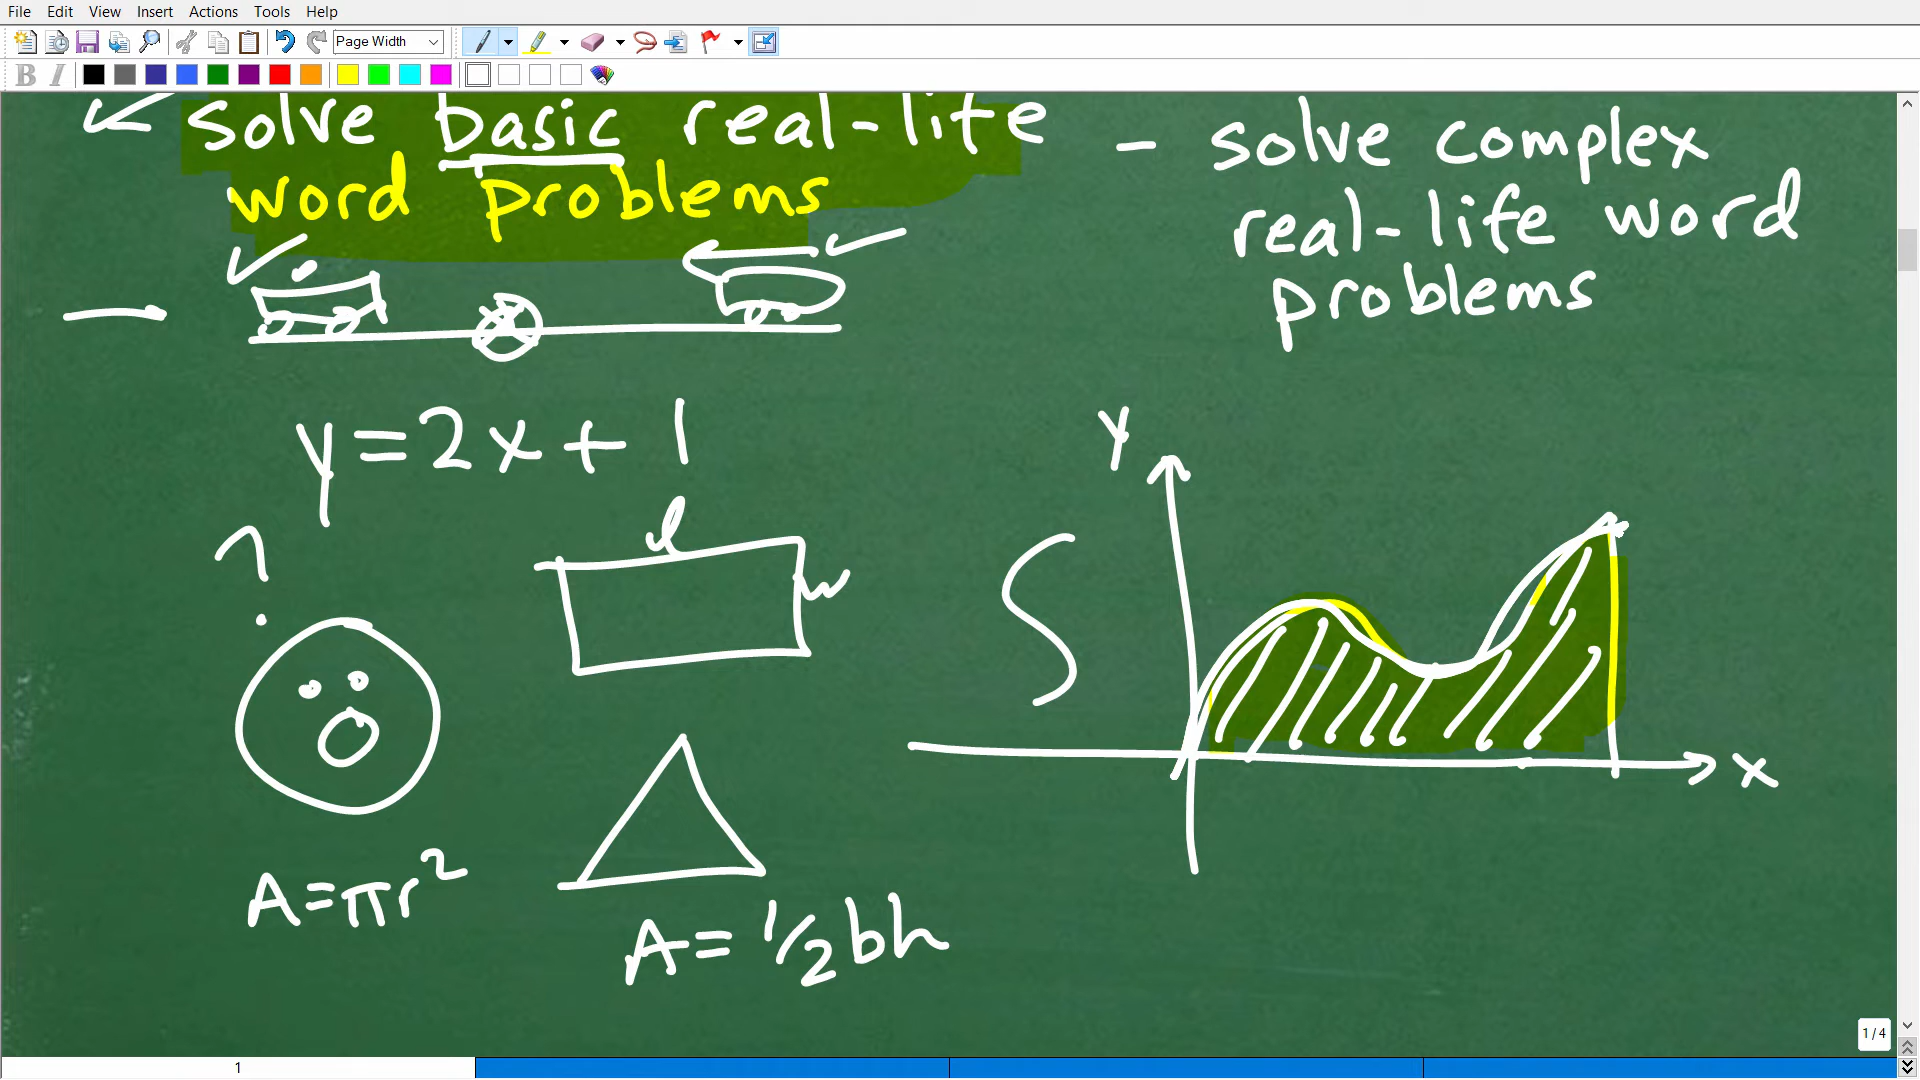 File Edit View Insert Actions Tools Help
Page Width
B I
solve basic real-life
word problems
- solve complex
real-life word
problems
y=2x+1
?
l
w
A=πr²
A=1/2bh
y
∫
x
1/4
1